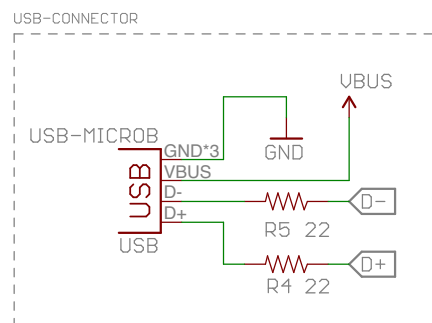 USB-CONNECTOR
VBUS
USB-MICROB
GND*3
GND
VBUS
USB
D-
D-
R5 22
D+
USB
D+
R4 22